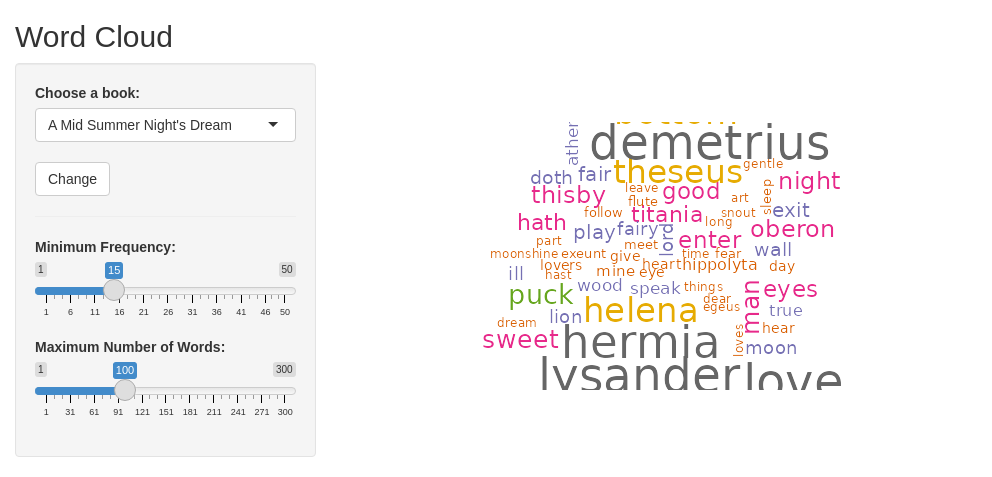 Word Cloud
Choose a book:
A Mid Summer Night's Dream
Change
Minimum Frequency:
1 15 50
1 6 11 16 21 26 31 36 41 46 50
Maximum Number of Words:
1 100 300
1 31 61 91 121 151 181 211 241 271 300
bottom
ather
demetrius
gentle
doth fair theseus
night
thisby leave good art sleep
flute
follow titania snout exit
hath long oberon
play fairy lord enter
part meet wall
moonshine exeunt give time fear
lovers heart hippolyta day
ill hast mine eye
wood speak things man eyes
puck dear
helena egeus true
lion
dream hear
sweet hermia loves moon
lysander love